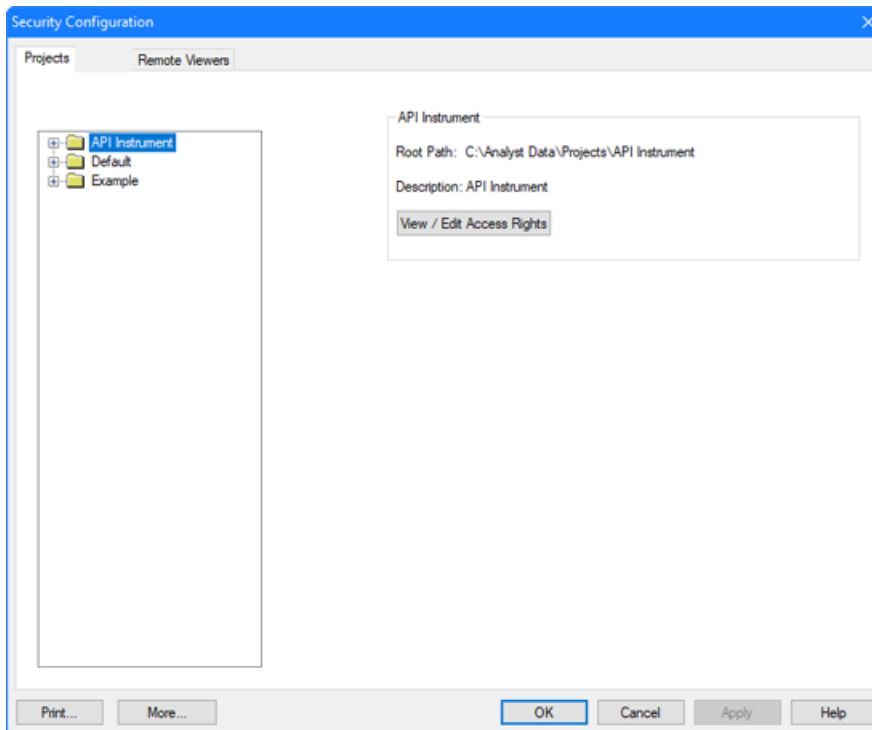 Security Configuration
Projects
Remote Viewers
API Instrument
Default
Example
API Instrument
Root Path: C:\Analyst Data\Projects\API Instrument
Description: API Instrument
View / Edit Access Rights
Print... More... OK Cancel Apply Help